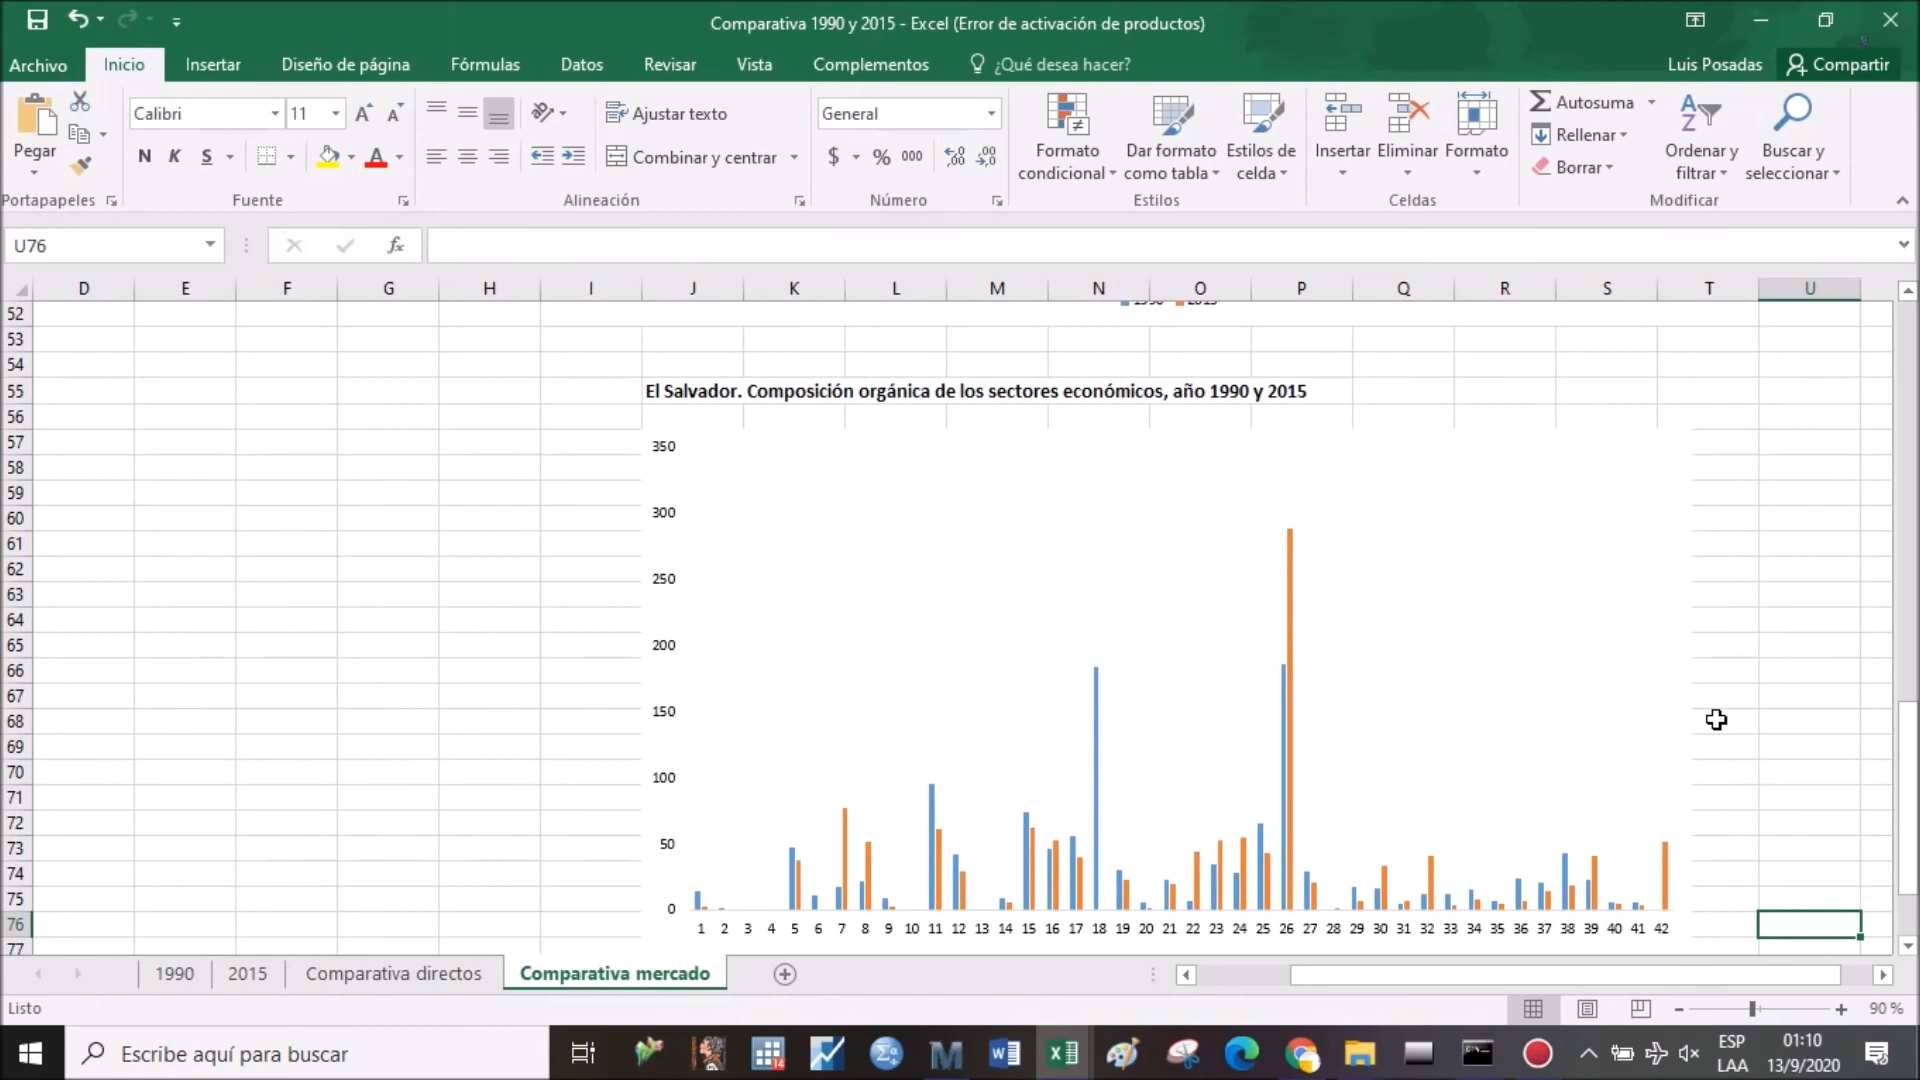 Comparativa 1990 y 2015 - Excel (Error de activación de productos)
Archivo Inicio Insertar Diseño de página Fórmulas Datos Revisar Vista Complementos ¿Qué desea hacer? Luis Posadas Compartir
Pegar
Calibri 11
N K S A
Ajustar texto
Combinar y centrar
General
$ % 000
Formato condicional
Dar formato como tabla
Estilos de celda
Insertar Eliminar Formato
Autosuma
Rellenar
Borrar
Ordenar y filtrar
Buscar y seleccionar
Portapapeles Fuente Alineación Número Estilos Celdas Modificar
U76 fx
D E F G H I J K L M N O P Q R S T U
52
53
54
55 El Salvador. Composición orgánica de los sectores económicos, año 1990 y 2015
56
57
58
59
60
61
62
63
64
65
66
67
68
69
70
71
72
73
74
75
76
77
1990 2015
350
300
250
200
150
100
50
0
1 2 3 4 5 6 7 8 9 10 11 12 13 14 15 16 17 18 19 20 21 22 23 24 25 26 27 28 29 30 31 32 33 34 35 36 37 38 39 40 41 42
1990 2015 Comparativa directos Comparativa mercado
Listo 90 %
Escribe aquí para buscar
ESP
LAA
01:10
13/9/2020